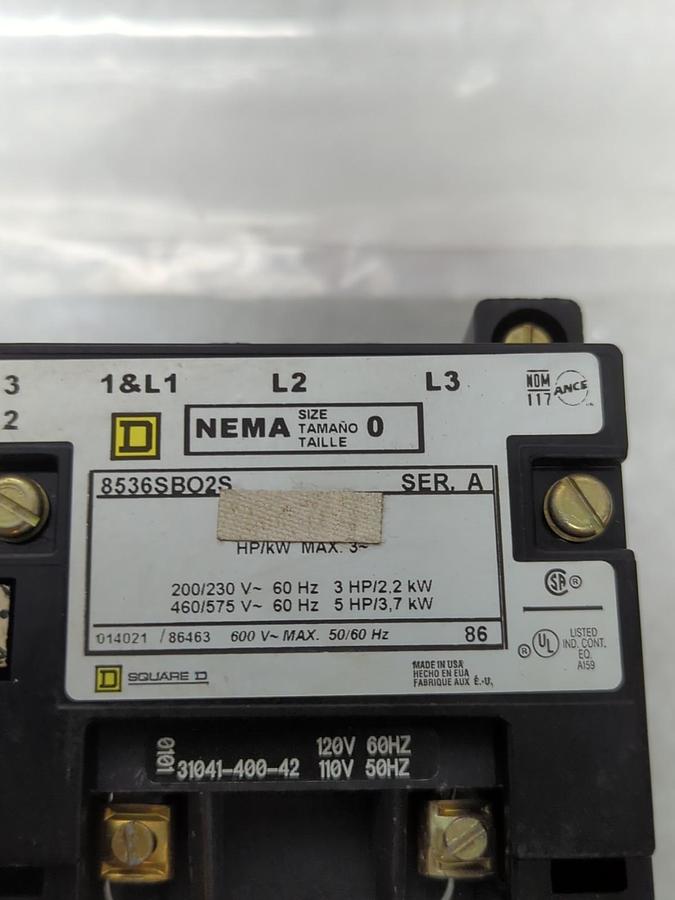 3 1&L1 L2 L3
2
NOM
117 ANCE
D
NEMA SIZE TAMAÑO TAILLE 0
8536SBO2S SER. A
HP/kW MAX. 3~
200/230 V~ 60 Hz 3 HP/2,2 kW
460/575 V~ 60 Hz 5 HP/3,7 kW
014021 / 86463 600 V~ MAX. 50/60 Hz 86
SA ®
® UL LISTED
IND. CONT.
EQ.
A159
D SQUARE D
MADE IN USA
HECHO EN EUA
FABRIQUE AUX É.-U.
0101 31041-400-42
120V 60HZ
110V 50HZ